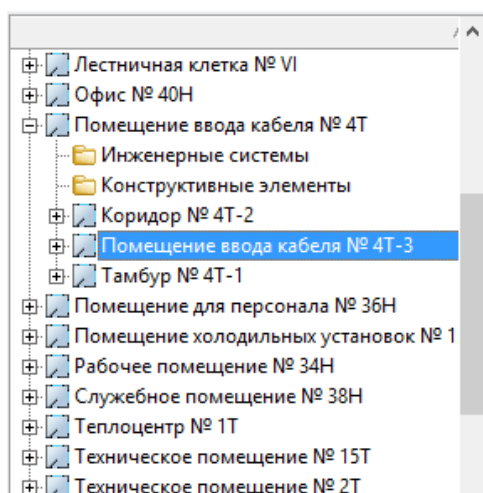 Лестничная клетка № VI
Офис № 40Н
Помещение ввода кабеля № 4Т
Инженерные системы
Конструктивные элементы
Коридор № 4Т-2
Помещение ввода кабеля № 4Т-3
Тамбур № 4Т-1
Помещение для персонала № 36Н
Помещение холодильных установок № 1
Рабочее помещение № 34Н
Служебное помещение № 38Н
Теплоцентр № 1Т
Техническое помещение № 15Т
Техническое помещение № 2Т